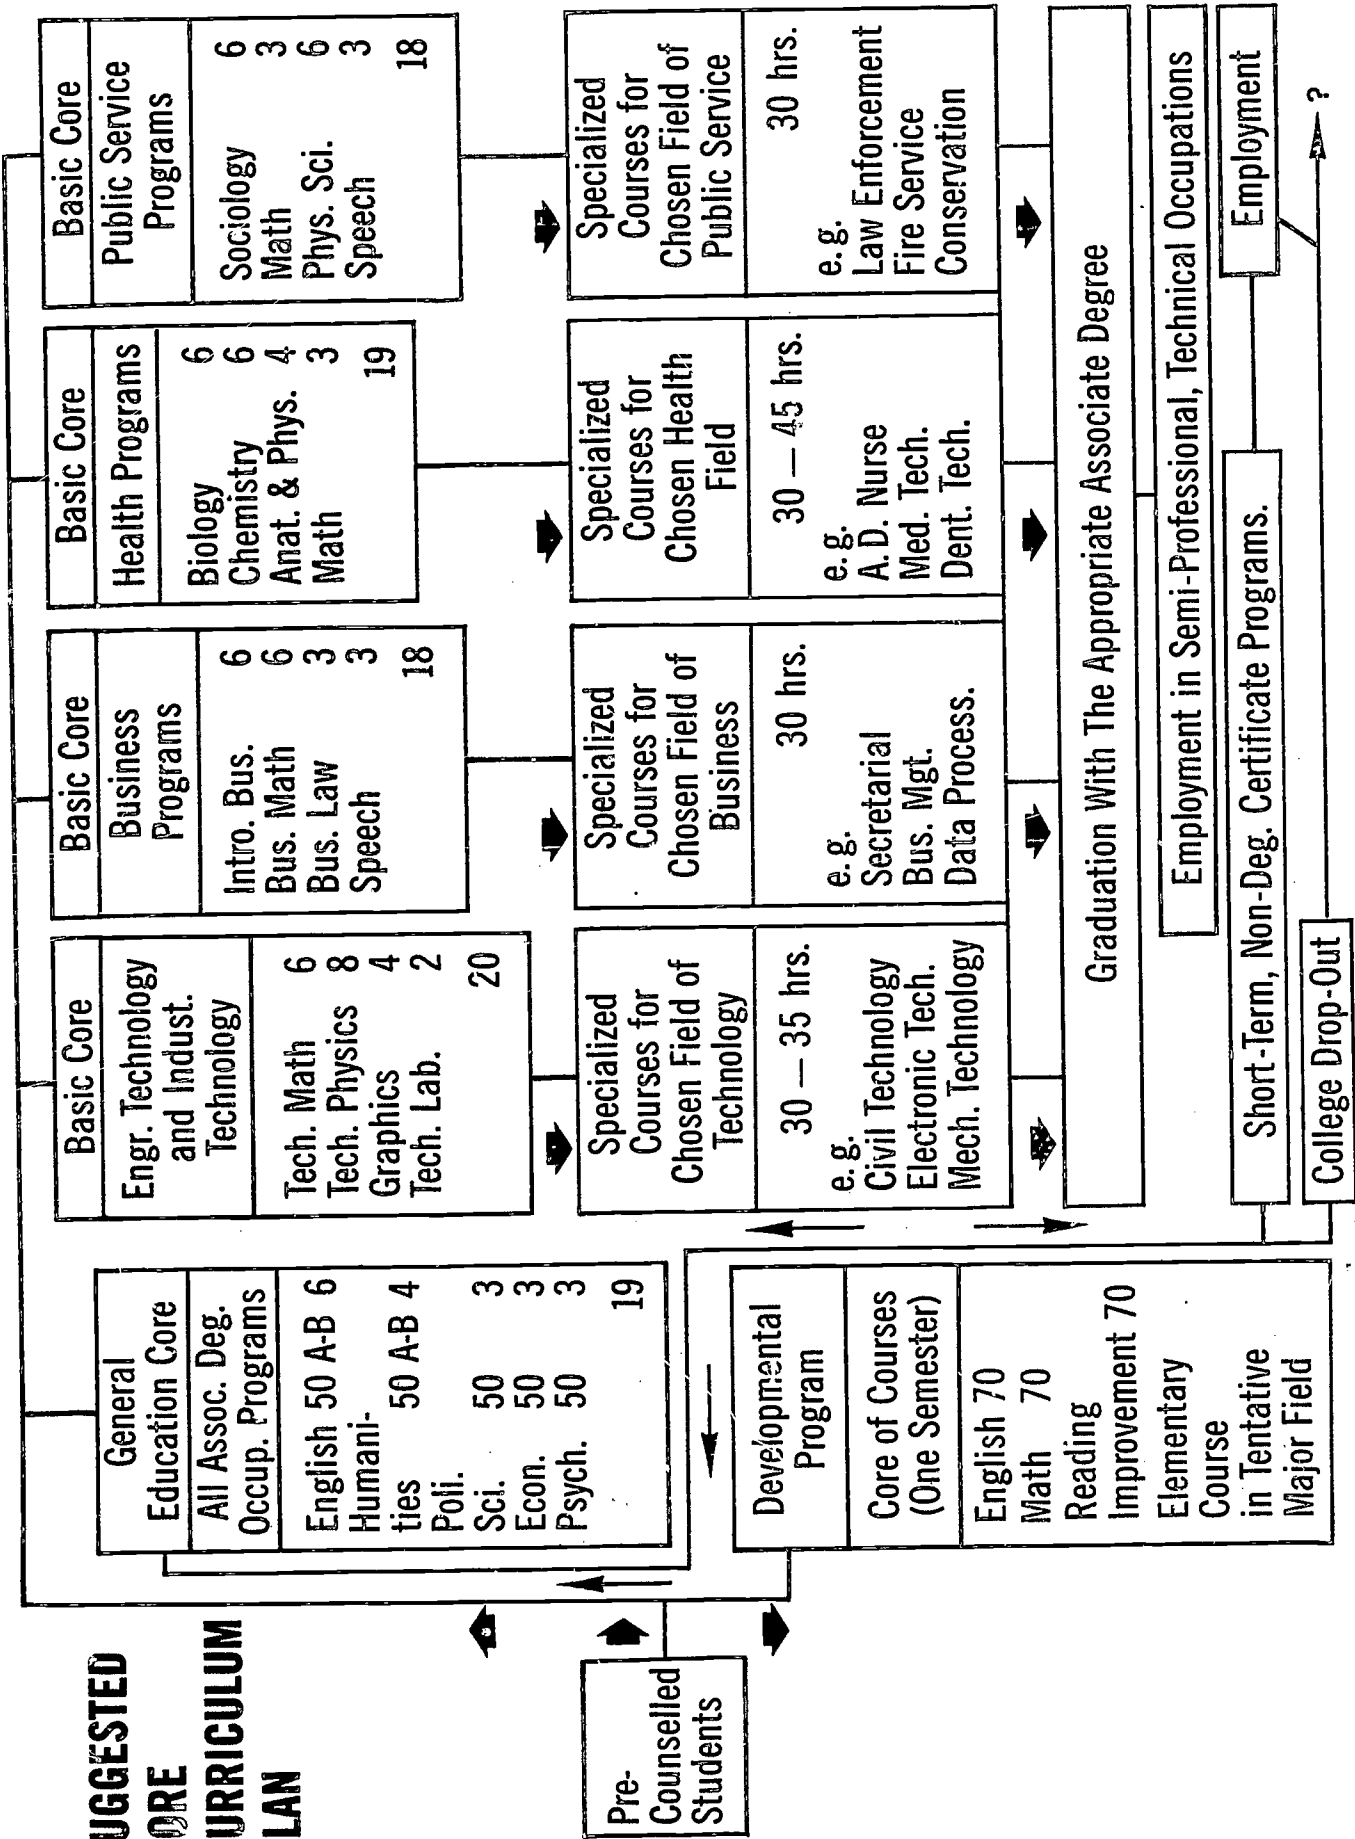 UGGESTED
ORE
URRICULUM
LAN
Pre-
Counselled
Students
General
Education Core
All Assoc. Deg.
Occup. Programs
English 50 A-B 6
Humani-
ties 50 A-B 4
Poli.
Sci. 50 3
Econ. 50 3
Psych. 50 3
19
Developmental
Program
Core of Courses
(One Semester)
English 70
Math 70
Reading
Improvement 70
Elementary
Course
in Tentative
Major Field
Basic Core
Engr. Technology
and Indust.
Technology
Tech. Math 6
Tech. Physics 8
Graphics 4
Tech. Lab. 2
20
Specialized
Courses for
Chosen Field of
Technology
30 – 35 hrs.
e.g.
Civil Technology
Electronic Tech.
Mech. Technology
Basic Core
Business
Programs
Intro. Bus. 6
Bus. Math 6
Bus. Law 3
Speech 3
18
Specialized
Courses for
Chosen Field of
Business
30 hrs.
e.g.
Secretarial
Bus. Mgt.
Data Process.
Basic Core
Health Programs
Biology 6
Chemistry 6
Anat. & Phys. 4
Math 3
19
Specialized
Courses for
Chosen Health
Field
30 – 45 hrs.
e.g.
A.D. Nurse
Med. Tech.
Dent. Tech.
Basic Core
Public Service
Programs
Sociology 6
Math 3
Phys. Sci. 6
Speech 3
18
Specialized
Courses for
Chosen Field of
Public Service
30 hrs.
e.g.
Law Enforcement
Fire Service
Conservation
Graduation With The Appropriate Associate Degree
Employment in Semi-Professional, Technical Occupations
Short-Term, Non-Deg. Certificate Programs.
Employment
College Drop-Out
?